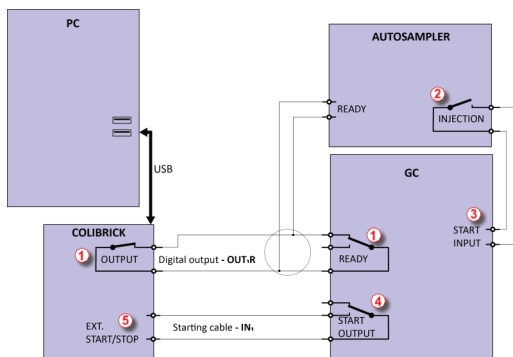 PC
AUTOSAMPLER
2
READY
INJECTION
USB
GC
3
START
INPUT
COLIBRICK
1
OUTPUT
Digital output - OUT₁R
1
READY
4
5
EXT.
START/STOP
Starting cable - IN₁
START
OUTPUT